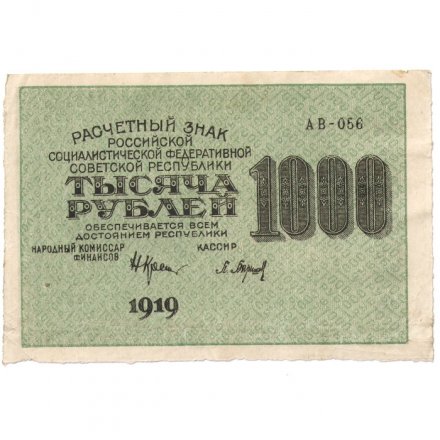 РАСЧЕТНЫЙ ЗНАК
РОССИЙСКОЙ
СОЦИАЛИСТИЧЕСКОЙ ФЕДЕРАТИВНОЙ
СОВЕТСКОЙ РЕСПУБЛИКИ
ТЫСЯЧА
РУБЛЕЙ
ОБЕСПЕЧИВАЕТСЯ ВСЕМ
ДОСТОЯНИЕМ РЕСПУБЛИКИ
НАРОДНЫЙ КОМИССАР
ФИНАНСОВ
КАССИР
1919
АВ-056
1000